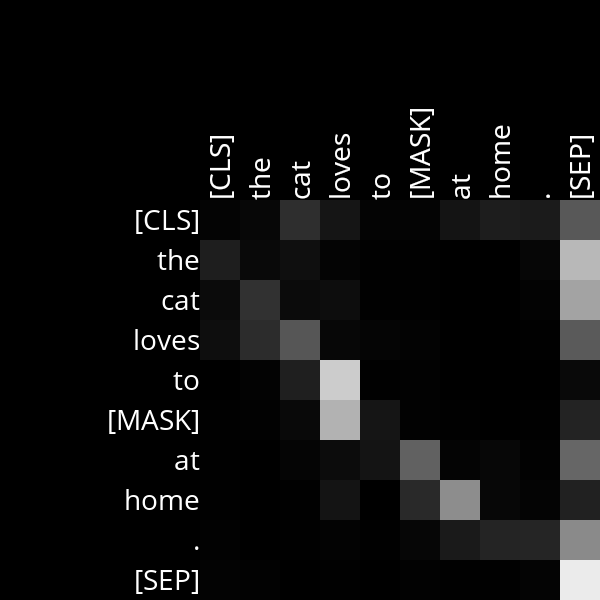 [CLS] the cat loves to [MASK] at home . [SEP]
[CLS]
the
cat
loves
to
[MASK]
at
home
.
[SEP]